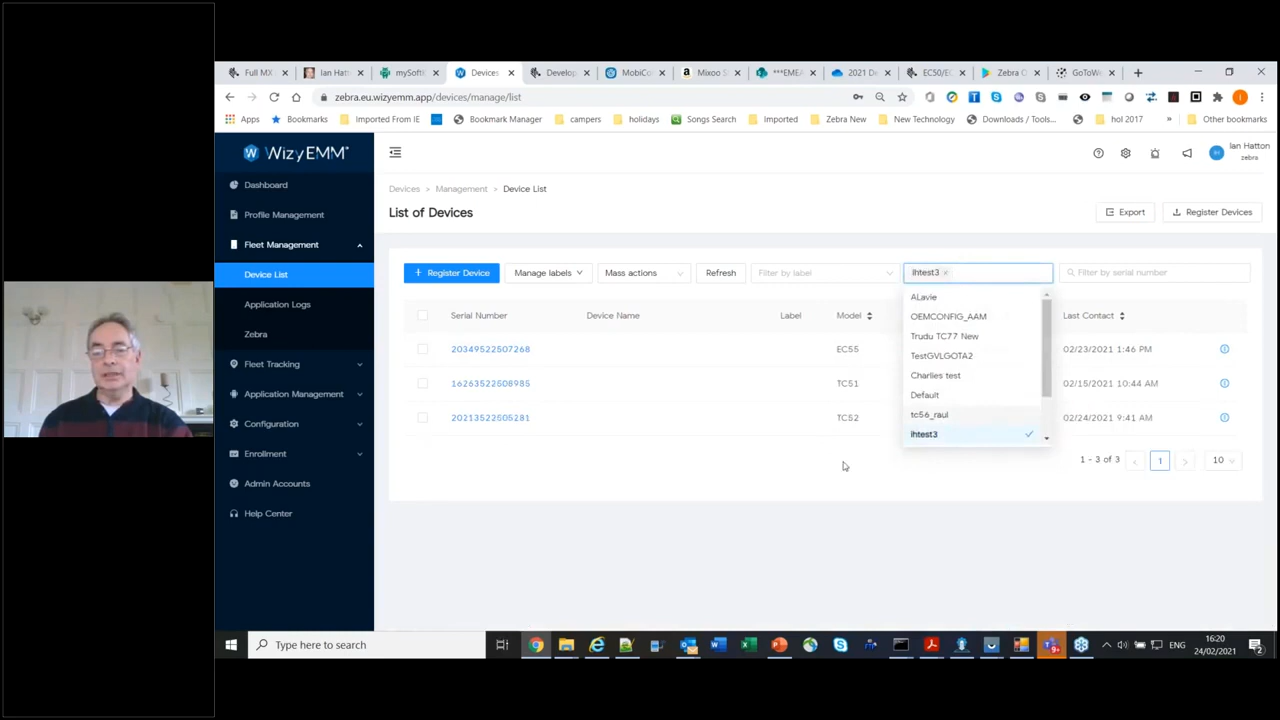 Full MX
Ian Hatt
mySoft
Devices
Develop
MobiCo
Mixoo S
***EMEA
2021 De
EC50/EC
Zebra O
GoToWe
zebra.eu.wizyemm.app/devices/manage/list
Apps
Bookmarks
Imported From IE
Bookmark Manager
campers
holidays
Songs Search
Imported
Zebra New
New Technology
Downloads / Tools...
hol 2017
»
Other bookmarks
WizyEMM
Ian Hatton
zebra
Dashboard
Profile Management
Fleet Management
Device List
Application Logs
Zebra
Fleet Tracking
Application Management
Configuration
Enrollment
Admin Accounts
Help Center
Devices > Management > Device List
List of Devices
Export
Register Devices
+ Register Device
Manage labels
Mass actions
Refresh
Filter by label
ihtest3 ×
Filter by serial number
Serial Number Device Name Label Model Last Contact
20349522507268 EC55 02/23/2021 1:46 PM
16263522508985 TC51 02/15/2021 10:44 AM
20213522505281 TC52 02/24/2021 9:41 AM
ALavie
OEMCONFIG_AAM
Trudu TC77 New
TestGVLGOTA2
Charlies test
Default
tc56_raul
ihtest3
1 - 3 of 3 < 1 > 10
Type here to search
9+
ENG
16:20
24/02/2021
2